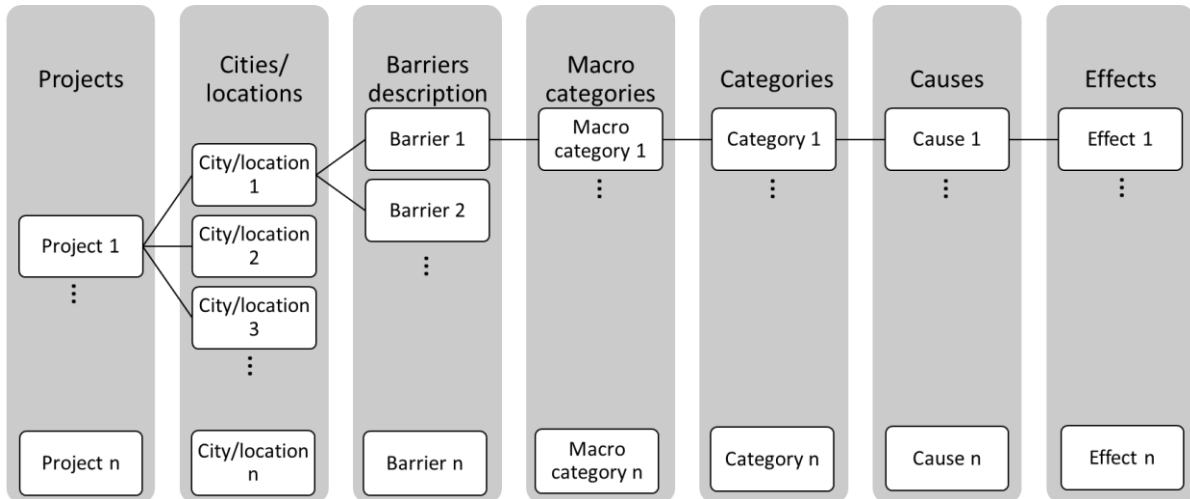 Projects
Cities/
locations
Barriers
description
Macro
categories
Categories
Causes
Effects
Project 1
⋮
Project n
City/location
1
City/location
2
City/location
3
⋮
City/location
n
Barrier 1
Barrier 2
⋮
Barrier n
Macro
category 1
⋮
Macro
category n
Category 1
⋮
Category n
Cause 1
⋮
Cause n
Effect 1
⋮
Effect n